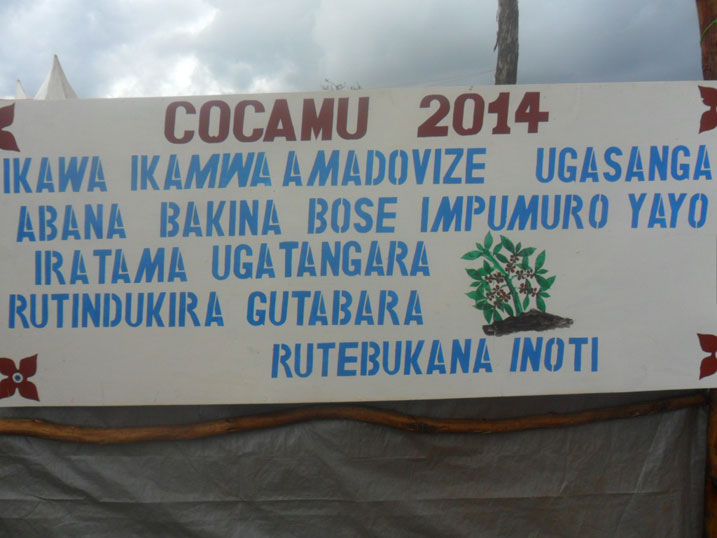 COCAMU 2014
IKAWA IKAMWA AMADOVIZE UGASANGA
ABANA BAKINA BOSE IMPUMURO YAYO
IRATAMA UGATANGARA
RUTINDUKIRA GUTABARA
RUTEBUKANA INOTI